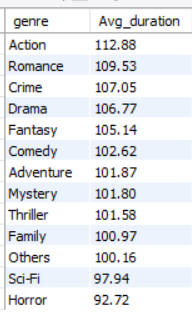 genre Avg_duration
Action 112.88
Romance 109.53
Crime 107.05
Drama 106.77
Fantasy 105.14
Comedy 102.62
Adventure 101.87
Mystery 101.80
Thriller 101.58
Family 100.97
Others 100.16
Sci-Fi 97.94
Horror 92.72